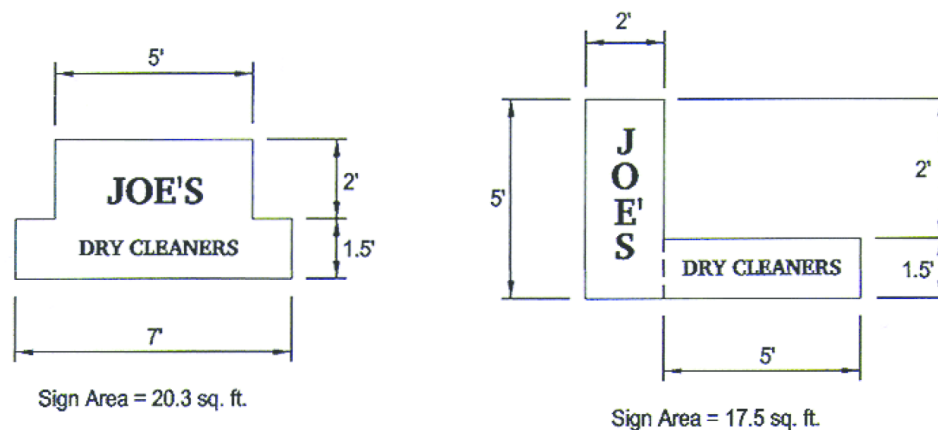 5'
JOE'S
2'
DRY CLEANERS
1.5'
7'
Sign Area = 20.3 sq. ft.
2'
5'
J
O
E'
S
2'
DRY CLEANERS
1.5'
5'
Sign Area = 17.5 sq. ft.